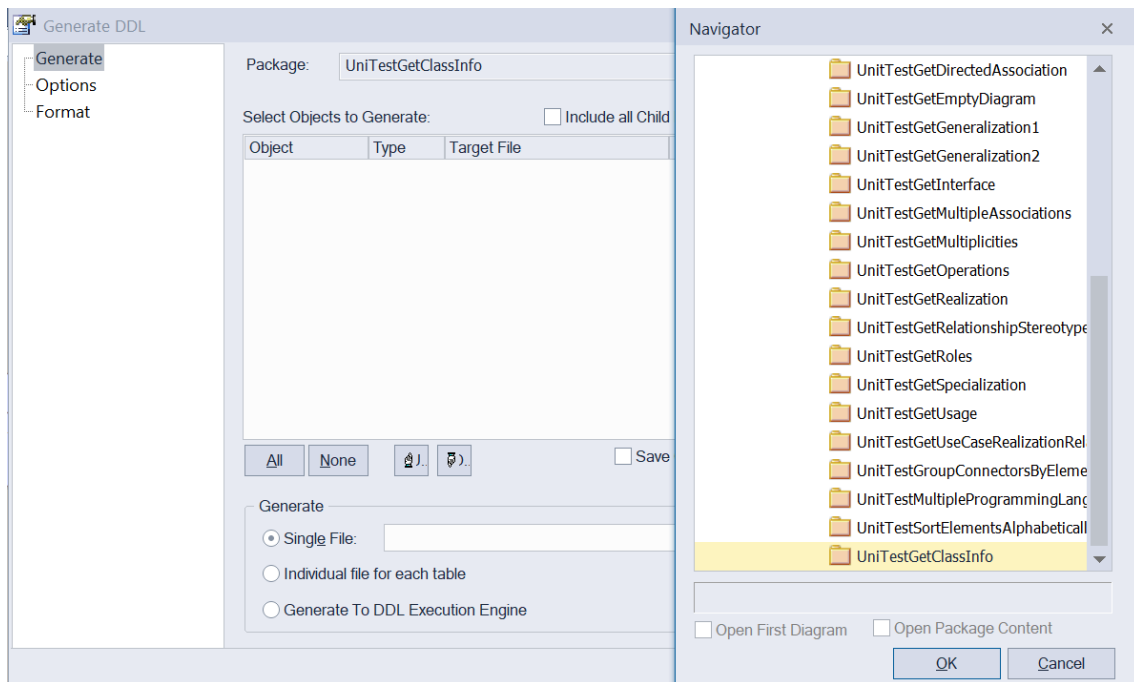 Generate DDL
Generate
Options
Format
Package: UniTestGetClassInfo
Select Objects to Generate: Include all Child
Object Type Target File
All None
Save
Generate
Single File:
Individual file for each table
Generate To DDL Execution Engine
Navigator
UnitTestGetDirectedAssociation
UnitTestGetEmptyDiagram
UnitTestGetGeneralization1
UnitTestGetGeneralization2
UnitTestGetInterface
UnitTestGetMultipleAssociations
UnitTestGetMultiplicities
UnitTestGetOperations
UnitTestGetRealization
UnitTestGetRelationshipStereotype
UnitTestGetRoles
UnitTestGetSpecialization
UnitTestGetUsage
UnitTestGetUseCaseRealizationRel
UnitTestGroupConnectorsByEleme
UnitTestMultipleProgrammingLang
UnitTestSortElementsAlphabeticall
UniTestGetClassInfo
Open First Diagram Open Package Content
OK Cancel